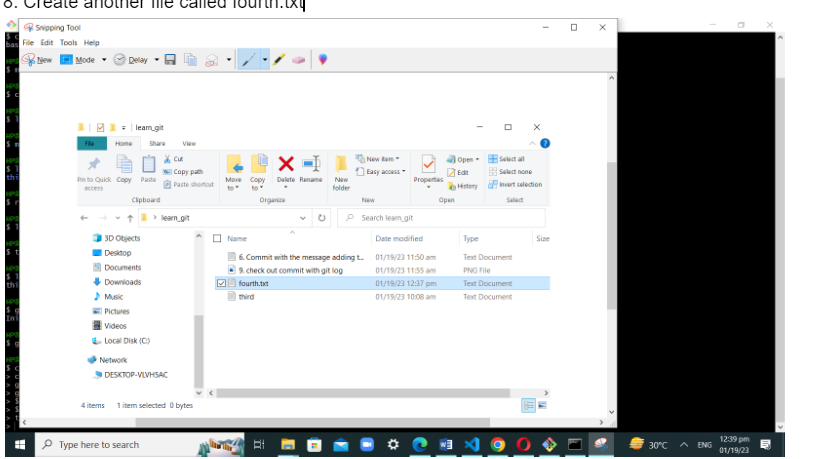 8. Create another file called fourth.txt
Snipping Tool
File Edit Tools Help
New Mode Delay
learn_git
File Home Share View
Pin to Quick access Copy Paste Cut Copy path Paste shortcut
Move to Copy to Delete Rename New folder
New item Easy access
Properties Open Edit History
Select all Select none Invert selection
Clipboard Organize New Open Select
learn_git Search learn_git
Name Date modified Type Size
3D Objects
Desktop
Documents
Downloads
Music
Pictures
Videos
Local Disk (C:)
Network
DESKTOP-VLVH5AC
6. Commit with the message adding t... 01/19/23 11:50 am Text Document
9. check out commit with git log 01/19/23 11:55 am PNG File
fourth.txt 01/19/23 12:37 pm Text Document
third 01/19/23 10:08 am Text Document
4 items 1 item selected 0 bytes
Type here to search
30°C ENG 12:39 pm
01/19/23